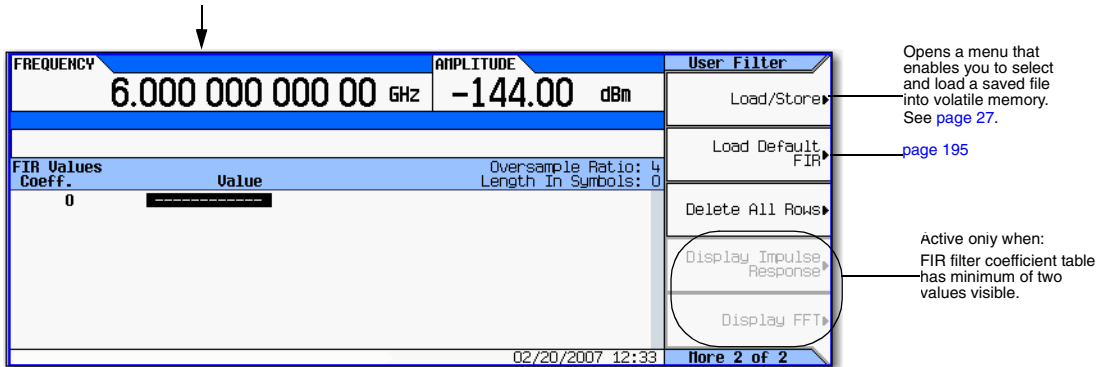 FREQUENCY
6.000 000 000 00 GHz
AMPLITUDE
-144.00 dBm
FIR Values
Oversample Ratio: 4
Coeff. Value
Length In Symbols: 0
0 ------------
02/20/2007 12:33
User Filter
Load/Store
Load Default
FIR
Delete All Rows
Display Impulse
Response
Display FFT
More 2 of 2
Opens a menu that
enables you to select
and load a saved file
into volatile memory.
See page 27.
page 195
Active only when:
FIR filter coefficient table
has minimum of two
values visible.